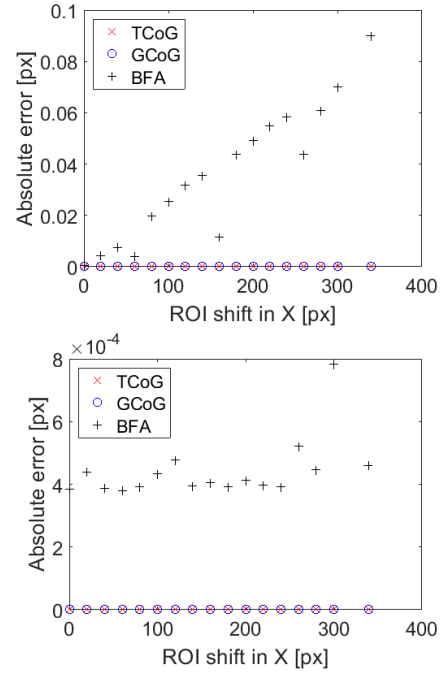 0.1
0.08
0.06
0.04
0.02
0
0 100 200 300 400
Absolute error [px]
ROI shift in X [px]
TCoG
GCoG
BFA
×10-4
8
6
4
2
0
0 100 200 300 400
Absolute error [px]
ROI shift in X [px]
TCoG
GCoG
BFA